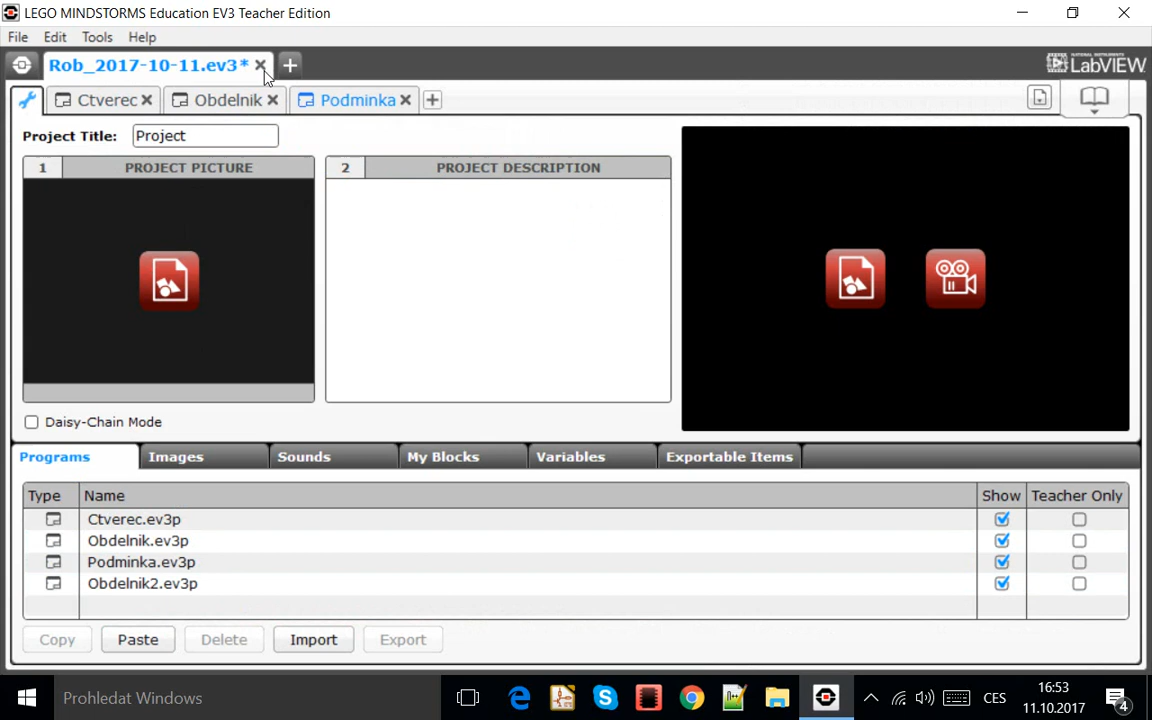 LEGO MINDSTORMS Education EV3 Teacher Edition
File Edit Tools Help
Rob_2017-10-11.ev3*
NATIONAL INSTRUMENTS
LabVIEW
Ctverec Obdelnik Podminka
Project Title: Project
1 PROJECT PICTURE 2 PROJECT DESCRIPTION
Daisy-Chain Mode
Programs Images Sounds My Blocks Variables Exportable Items
Type Name Show Teacher Only
Ctverec.ev3p
Obdelnik.ev3p
Podminka.ev3p
Obdelnik2.ev3p
Copy Paste Delete Import Export
Prohledat Windows CES 16:53
11.10.2017 4